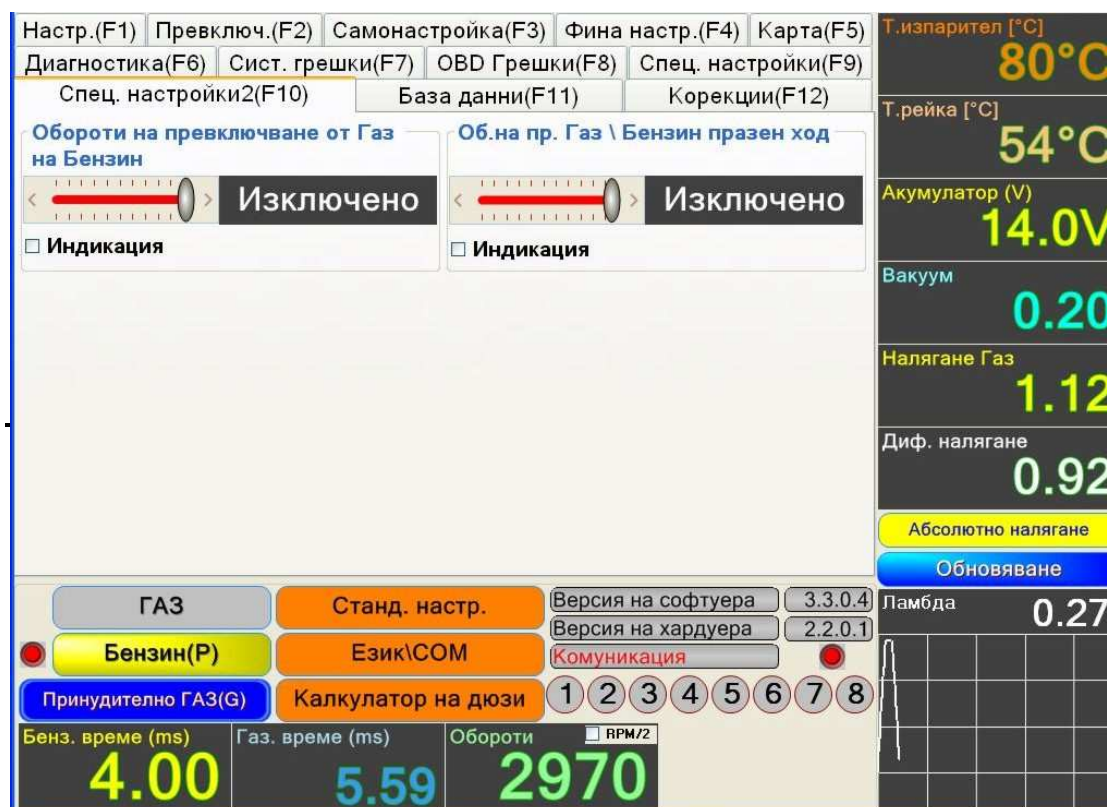 Настр.(F1) Превключ.(F2) Самонастройка(F3) Фина настр.(F4) Карта(F5)
Диагностика(F6) Сист. грешки(F7) OBD Грешки(F8) Спец. настройки(F9)
Спец. настройки2(F10) База данни(F11) Корекции(F12)
Обороти на превключване от Газ
на Бензин
Изключено
Индикация
Об.на пр. Газ \ Бензин празен ход
Изключено
Индикация
Т.изпарител [°C]
80°C
Т.рейка [°C]
54°C
Акумулатор (V)
14.0V
Вакуум
0.20
Налягане Газ
1.12
Диф. налягане
0.92
Абсолютно налягане
Обновяване
Ламбда 0.27
ГАЗ
Бензин(P)
Принудително ГАЗ(G)
Станд. настр.
Език\COM
Калкулатор на дюзи
Версия на софтуера 3.3.0.4
Версия на хардуера 2.2.0.1
Комуникация
1 2 3 4 5 6 7 8
Бенз. време (ms)
4.00
Газ. време (ms)
5.59
Обороти RPM/2
2970